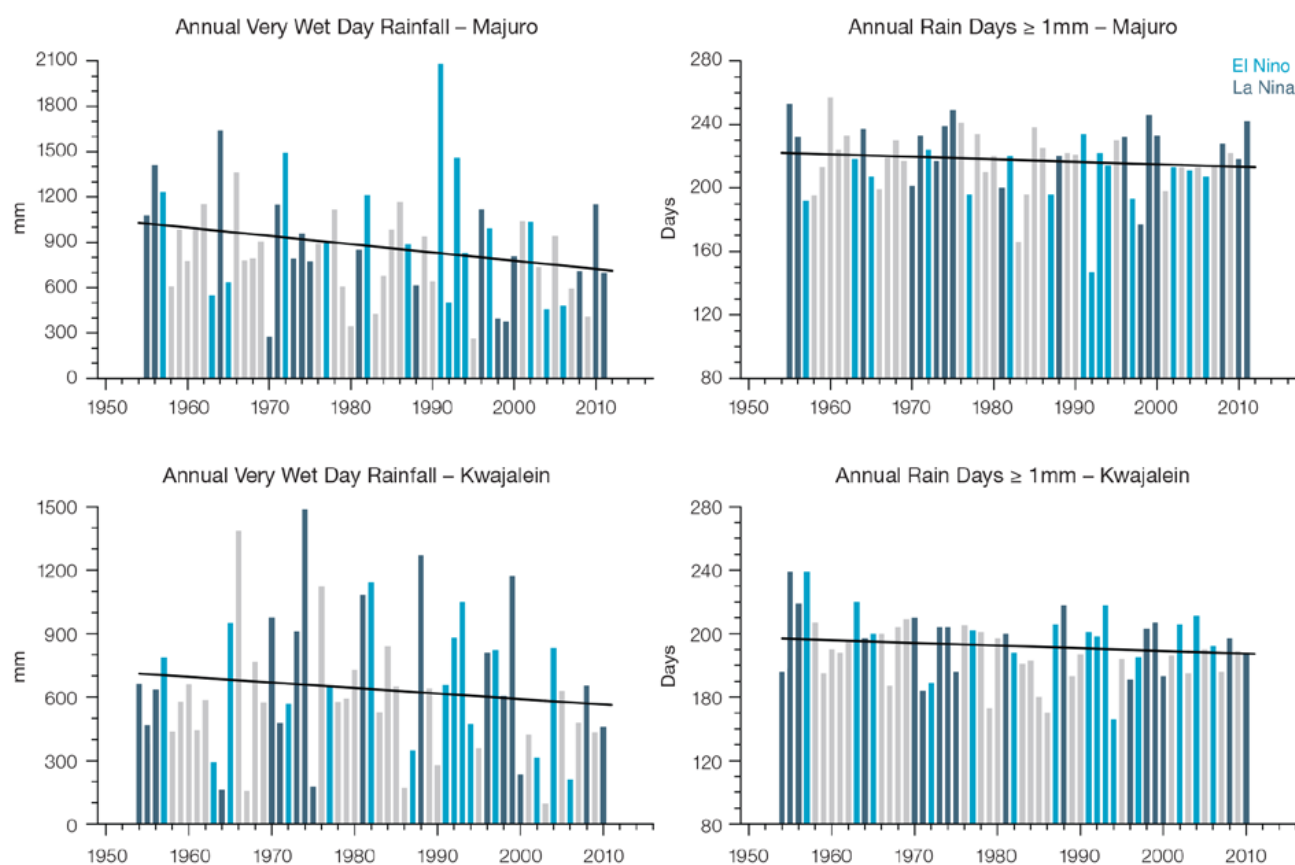 Annual Very Wet Day Rainfall – Majuro
2100
1800
1500
1200
900
600
300
0
mm
1950 1960 1970 1980 1990 2000 2010
Annual Rain Days ≥ 1mm – Majuro
El Nino
La Nina
280
240
200
160
120
80
Days
1950 1960 1970 1980 1990 2000 2010
Annual Very Wet Day Rainfall – Kwajalein
1500
1200
900
600
300
0
mm
1950 1960 1970 1980 1990 2000 2010
Annual Rain Days ≥ 1mm – Kwajalein
280
240
200
180
120
80
Days
1950 1960 1970 1980 1990 2000 2010